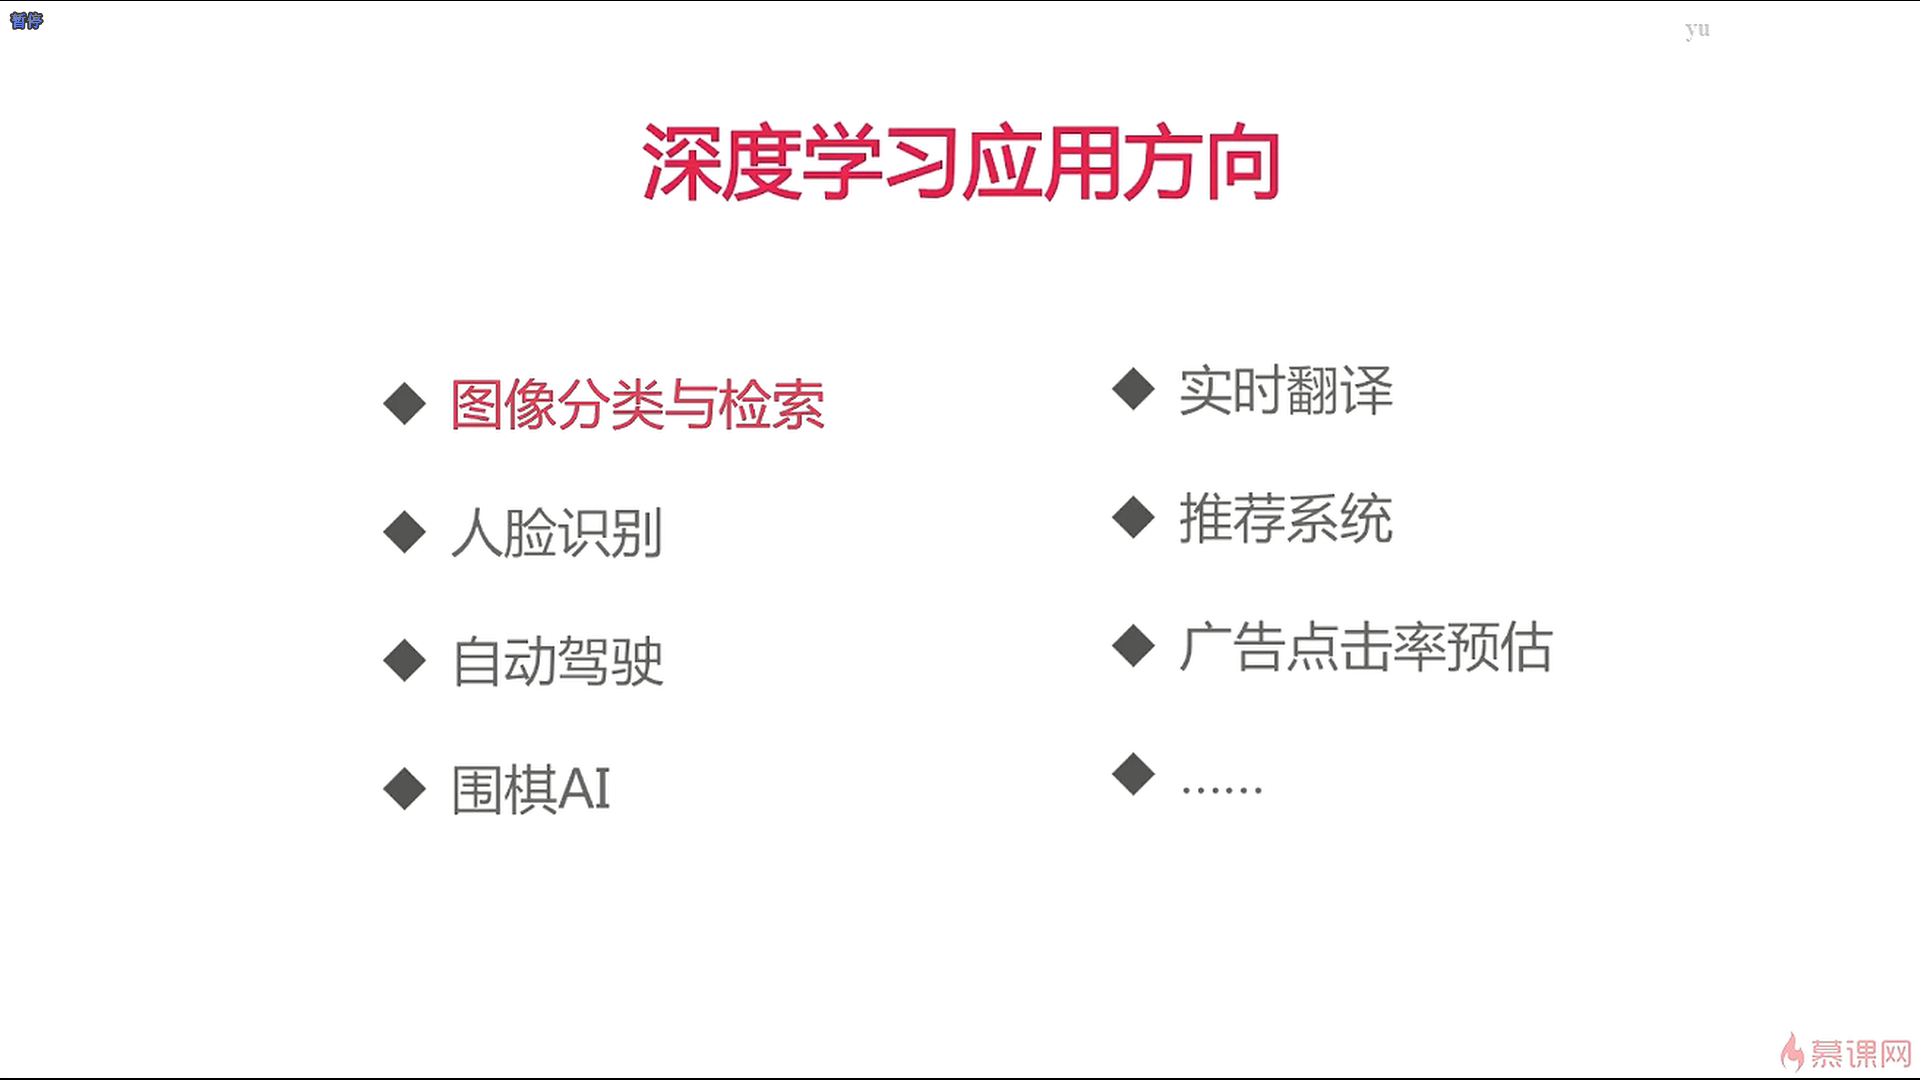 暂停
yu
深度学习应用方向
◆ 图像分类与检索
◆ 人脸识别
◆ 自动驾驶
◆ 围棋AI
◆ 实时翻译
◆ 推荐系统
◆ 广告点击率预估
◆ ……
慕课网